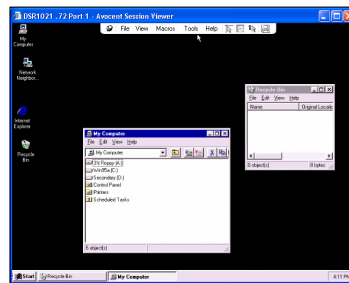 DSR1021 .72 Port 1 - Avocent Session Viewer
File View Macros Tools Help
My
Computer
Network
Neighbor...
Internet
Explorer
Recycle
Bin
Recycle Bin
File Edit View Help
Name Original Locatio
0 object(s) 0 bytes
My Computer
File Edit View Help
My Computer
3½ Floppy (A:)
Win95a (C:)
Secondary (D:)
Control Panel
Printers
Scheduled Tasks
6 object(s)
Start Recycle Bin My Computer 4:11 PM